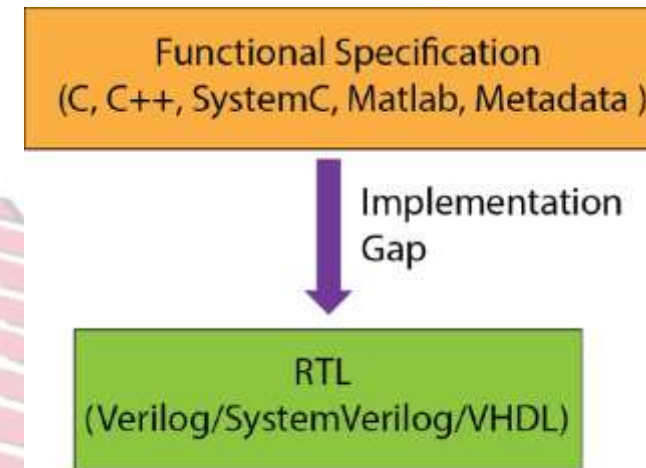 Functional Specification
(C, C++, SystemC, Matlab, Metadata )
Implementation
Gap
RTL
(Verilog/SystemVerilog/VHDL)